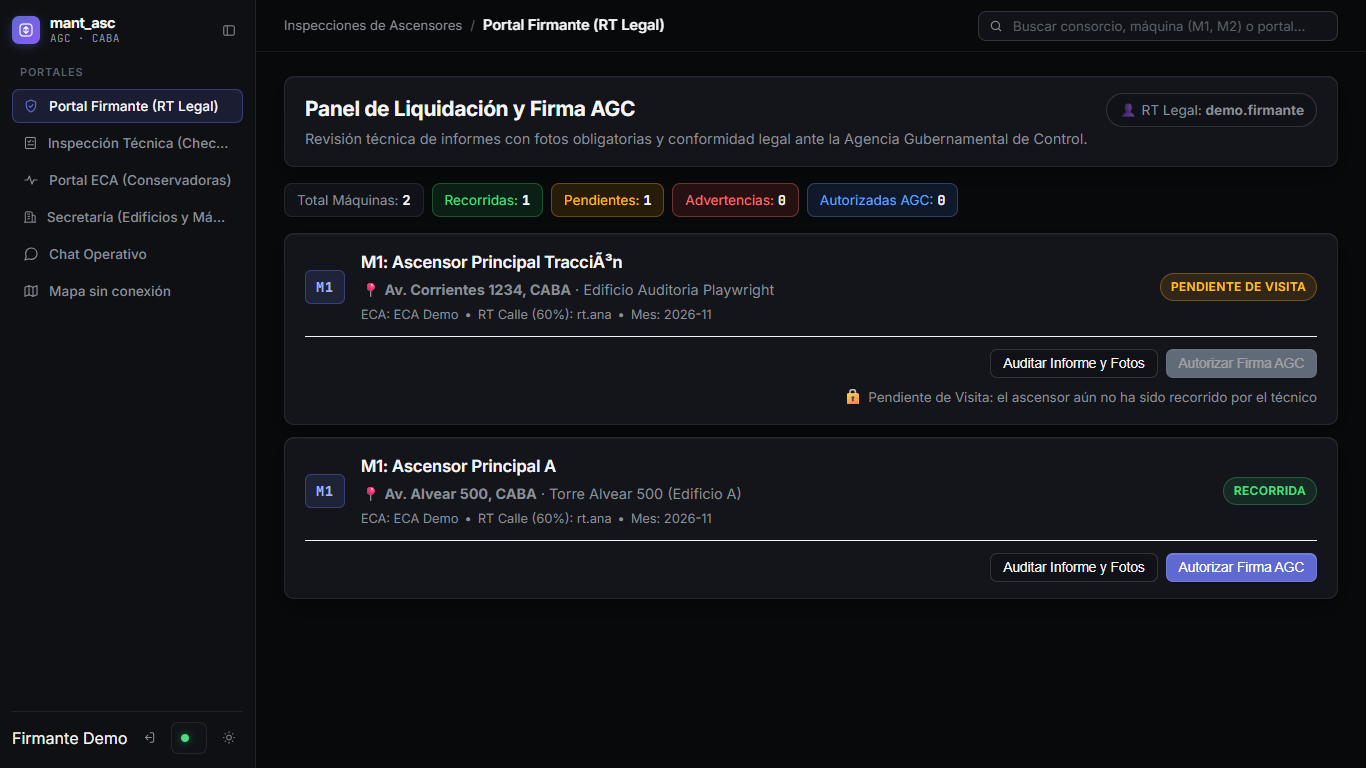 mant_asc
AGC · CABA
PORTALES
Portal Firmante (RT Legal)
Inspección Técnica (Chec...
Portal ECA (Conservadoras)
Secretaría (Edificios y Má...
Chat Operativo
Mapa sin conexión
Firmante Demo
Inspecciones de Ascensores / Portal Firmante (RT Legal)
Buscar consorcio, máquina (M1, M2) o portal...
Panel de Liquidación y Firma AGC
Revisión técnica de informes con fotos obligatorias y conformidad legal ante la Agencia Gubernamental de Control.
RT Legal: demo.firmante
Total Máquinas: 2
Recorridas: 1
Pendientes: 1
Advertencias: 0
Autorizadas AGC: 0
M1
M1: Ascensor Principal TracciÃ³n
Av. Corrientes 1234, CABA · Edificio Auditoria Playwright
ECA: ECA Demo • RT Calle (60%): rt.ana • Mes: 2026-11
PENDIENTE DE VISITA
Auditar Informe y Fotos
Autorizar Firma AGC
Pendiente de Visita: el ascensor aún no ha sido recorrido por el técnico
M1
M1: Ascensor Principal A
Av. Alvear 500, CABA · Torre Alvear 500 (Edificio A)
ECA: ECA Demo • RT Calle (60%): rt.ana • Mes: 2026-11
RECORRIDA
Auditar Informe y Fotos
Autorizar Firma AGC